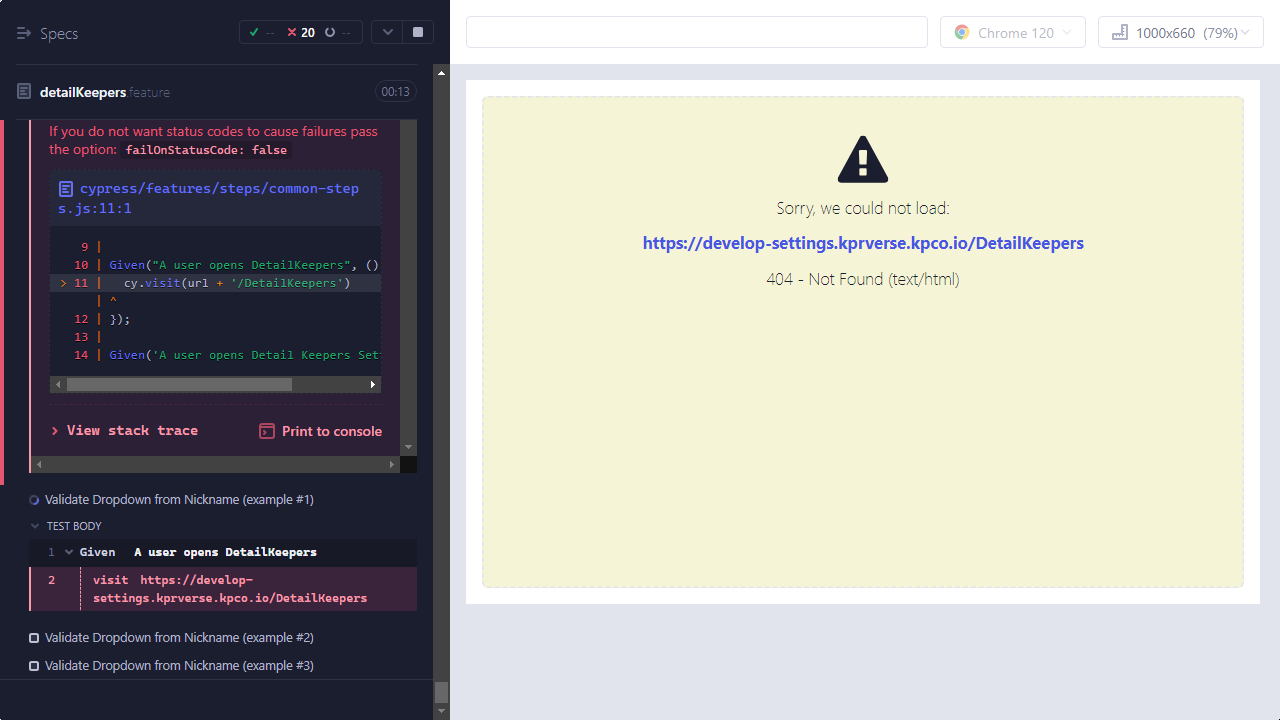 Specs
-- 20 --
detailKeepers.feature 00:13
If you do not want status codes to cause failures pass
the option: failOnStatusCode: false
cypress/features/steps/common-step
s.js:11:1
9 |
10 | Given("A user opens DetailKeepers", ()
> 11 |   cy.visit(url + '/DetailKeepers')
| ^
12 | });
13 |
14 | Given('A user opens Detail Keepers Set
> View stack trace Print to console
Validate Dropdown from Nickname (example #1)
TEST BODY
1 Given A user opens DetailKeepers
2 visit https://develop-
settings.kprverse.kpco.io/DetailKeepers
Validate Dropdown from Nickname (example #2)
Validate Dropdown from Nickname (example #3)
Chrome 120
1000x660 (79%)
Sorry, we could not load:
https://develop-settings.kprverse.kpco.io/DetailKeepers
404 - Not Found (text/html)